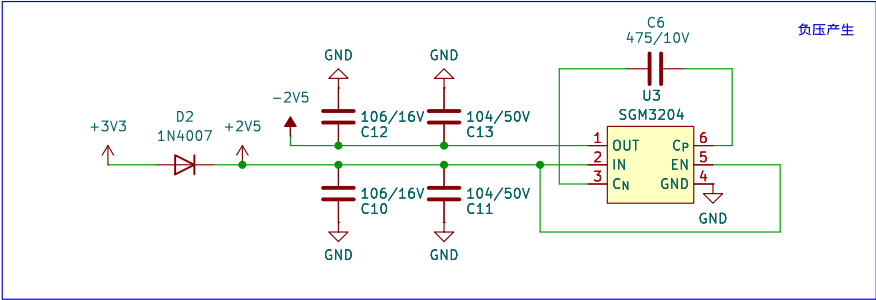 C6
475/10V
负压产生
GND
GND
U3
SGM3204
-2V5
D2
1N4007
+3V3
+2V5
106/16V
C12
104/50V
C13
1
OUT
CP
6
2
IN
EN
5
3
CN
GND
4
106/16V
C10
104/50V
C11
GND
GND
GND